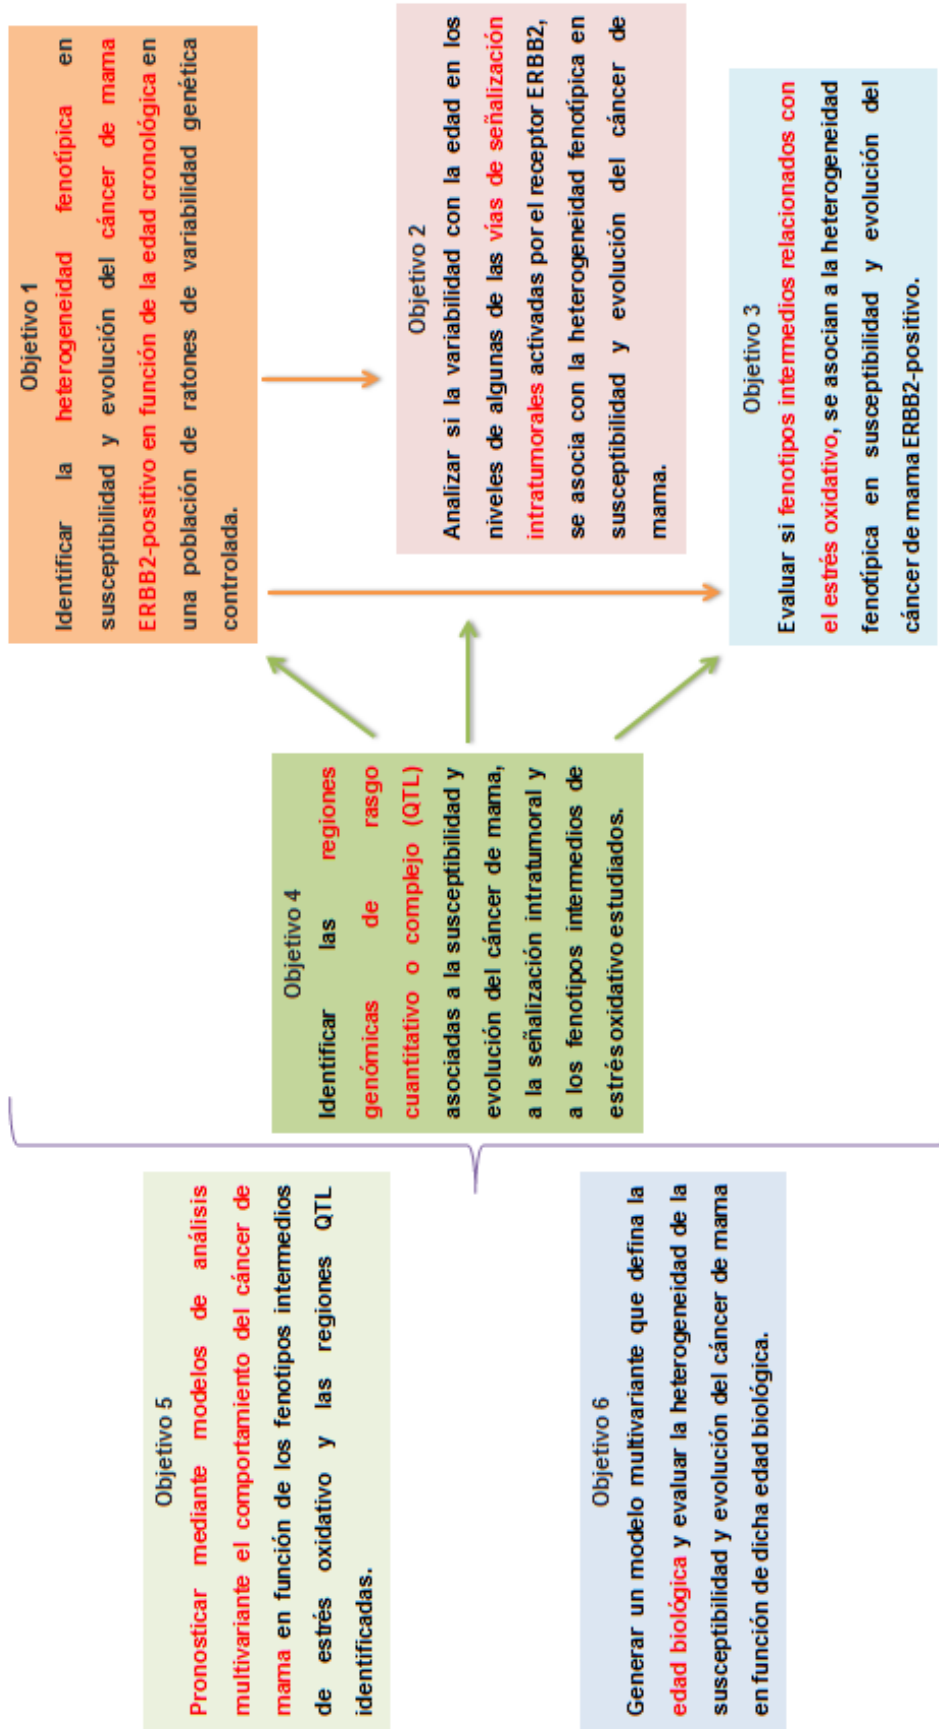 Objetivo 1
Identificar la heterogeneidad fenotípica en
susceptibilidad y evolución del cáncer de mama
ERBB2-positivo en función de la edad cronológica en
una población de ratones de variabilidad genética
controlada.
Objetivo 2
Analizar si la variabilidad con la edad en los
niveles de algunas de las vías de señalización
intratumorales activadas por el receptor ERBB2,
se asocia con la heterogeneidad fenotípica en
susceptibilidad y evolución del cáncer de
mama.
Objetivo 3
Evaluar si fenotipos intermedios relacionados con
el estrés oxidativo, se asocian a la heterogeneidad
fenotípica en susceptibilidad y evolución del
cáncer de mama ERBB2-positivo.
Objetivo 4
Identificar las regiones
genómicas de rasgo
cuantitativo o complejo (QTL)
asociadas a la susceptibilidad y
evolución del cáncer de mama,
a la señalización intratumoral y
a los fenotipos intermedios de
estrés oxidativo estudiados.
Objetivo 5
Pronosticar mediante modelos de análisis
multivariante el comportamiento del cáncer de
mama en función de los fenotipos intermedios
de estrés oxidativo y las regiones QTL
identificadas.
Objetivo 6
Generar un modelo multivariante que defina la
edad biológica y evaluar la heterogeneidad de la
susceptibilidad y evolución del cáncer de mama
en función de dicha edad biológica.